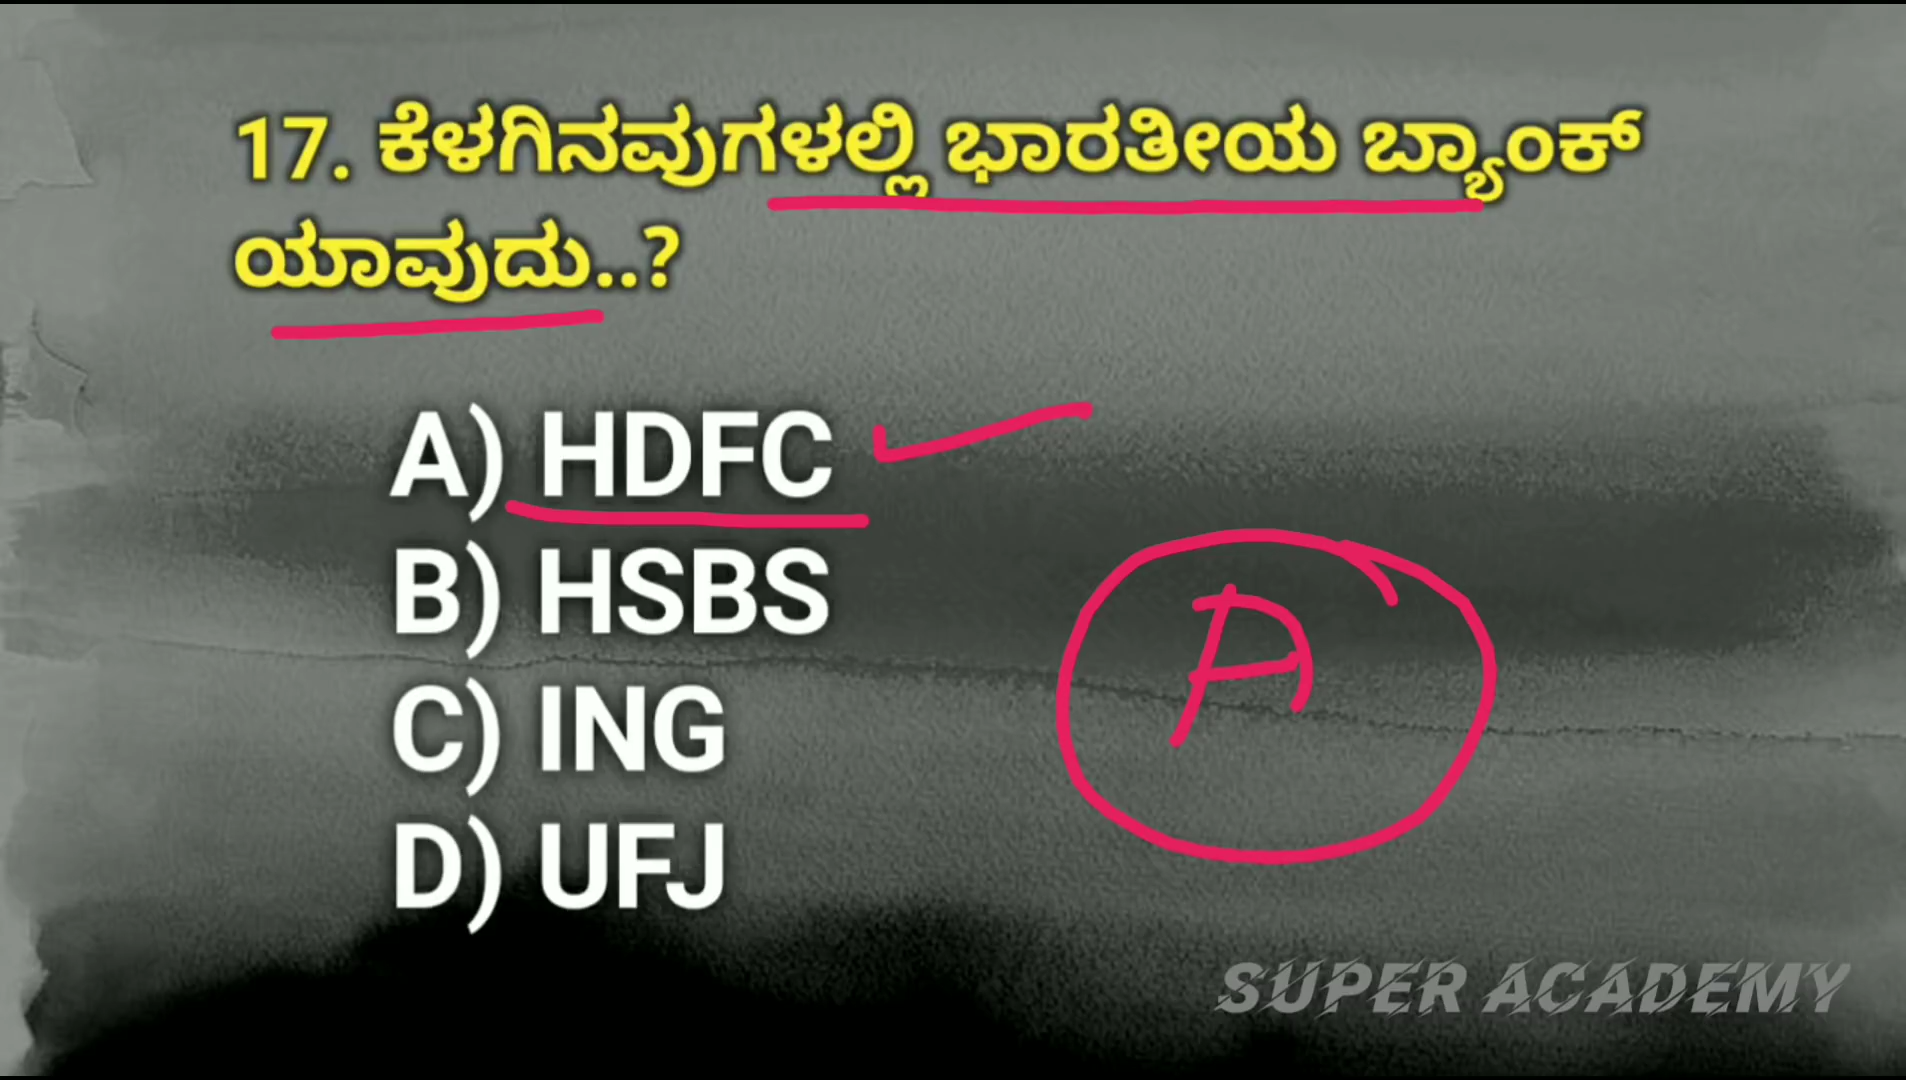 17. ಕೆಳಗಿನವುಗಳಲ್ಲಿ ಭಾರತೀಯ ಬ್ಯಾಂಕ್
ಯಾವುದು..?
A) HDFC
B) HSBS
C) ING
D) UFJ
A
SUPER ACADEMY